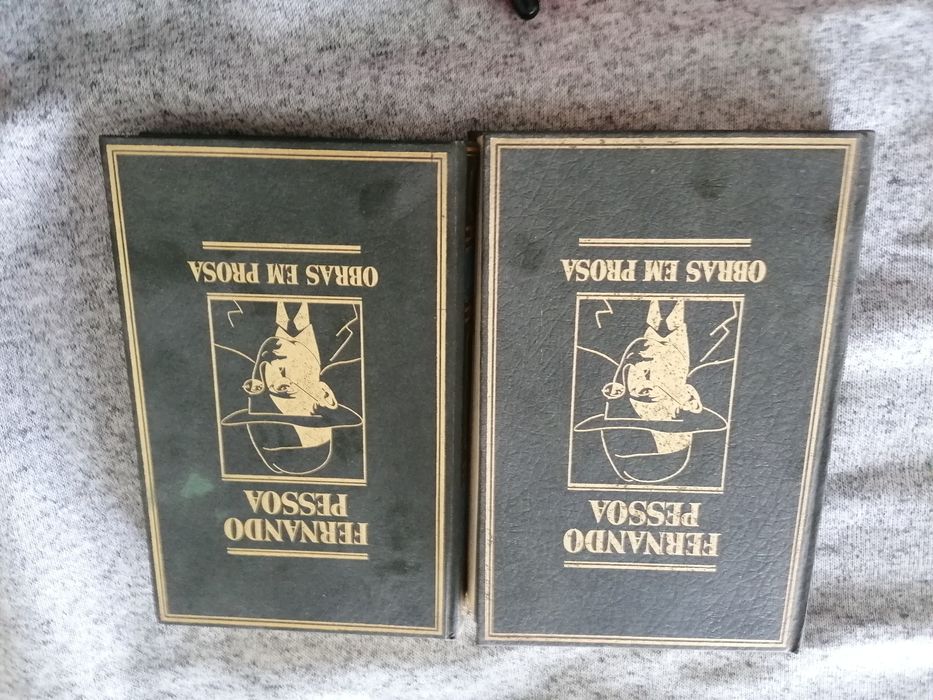 FERNANDO
PESSOA
OBRAS EM PROSA
FERNANDO
PESSOA
OBRAS EM PROSA